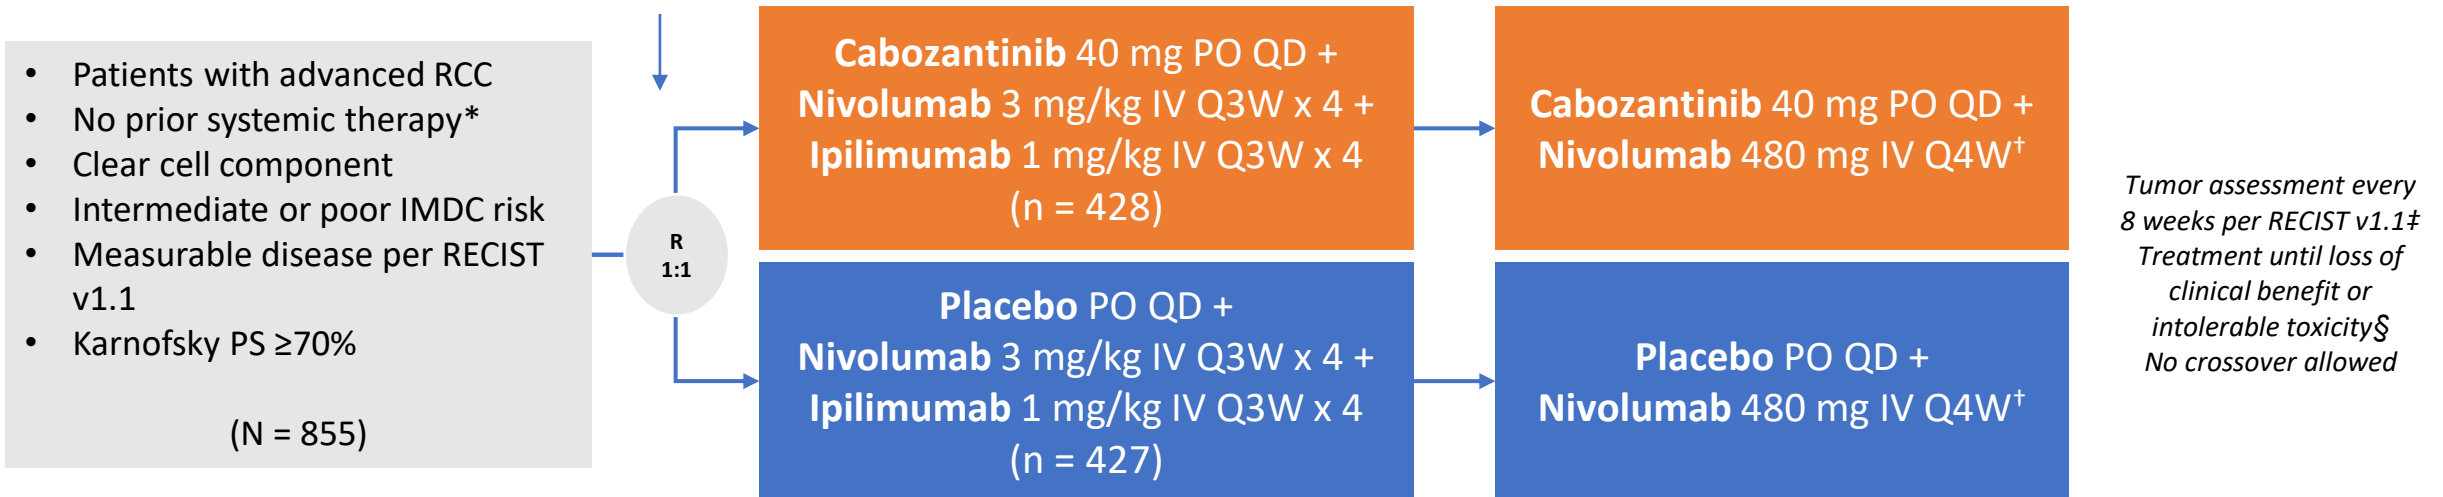 • Patients with advanced RCC
• No prior systemic therapy*
• Clear cell component
• Intermediate or poor IMDC risk
• Measurable disease per RECIST
v1.1
• Karnofsky PS ≥70%
(N = 855)
R
1:1
Cabozantinib 40 mg PO QD +
Nivolumab 3 mg/kg IV Q3W x 4 +
Ipilimumab 1 mg/kg IV Q3W x 4
(n = 428)
Cabozantinib 40 mg PO QD +
Nivolumab 480 mg IV Q4W†
Placebo PO QD +
Nivolumab 3 mg/kg IV Q3W x 4 +
Ipilimumab 1 mg/kg IV Q3W x 4
(n = 427)
Placebo PO QD +
Nivolumab 480 mg IV Q4W†
Tumor assessment every
8 weeks per RECIST v1.1‡
Treatment until loss of
clinical benefit or
intolerable toxicity§
No crossover allowed